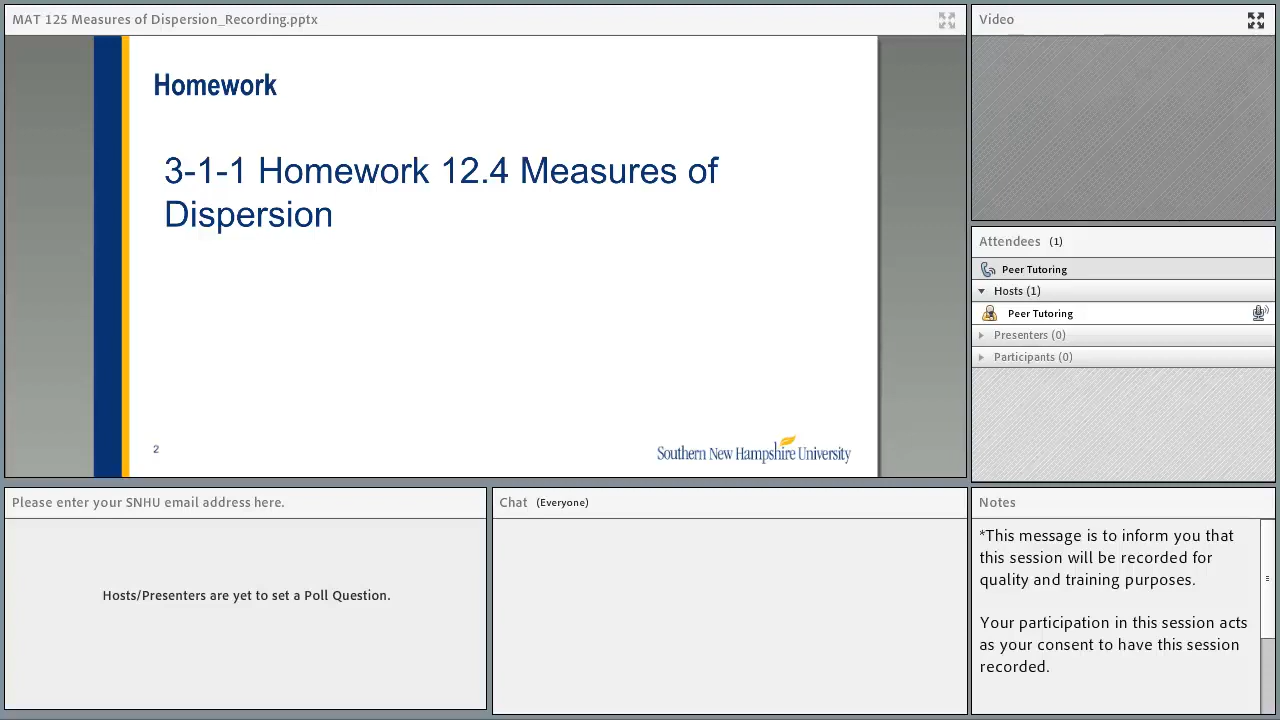 MAT 125 Measures of Dispersion_Recording.pptx
Homework
3-1-1 Homework 12.4 Measures of
Dispersion
2
Southern New Hampshire University
Video
Attendees (1)
Peer Tutoring
Hosts (1)
Peer Tutoring
Presenters (0)
Participants (0)
Please enter your SNHU email address here.
Hosts/Presenters are yet to set a Poll Question.
Chat (Everyone)
Notes
*This message is to inform you that
this session will be recorded for
quality and training purposes.
Your participation in this session acts
as your consent to have this session
recorded.